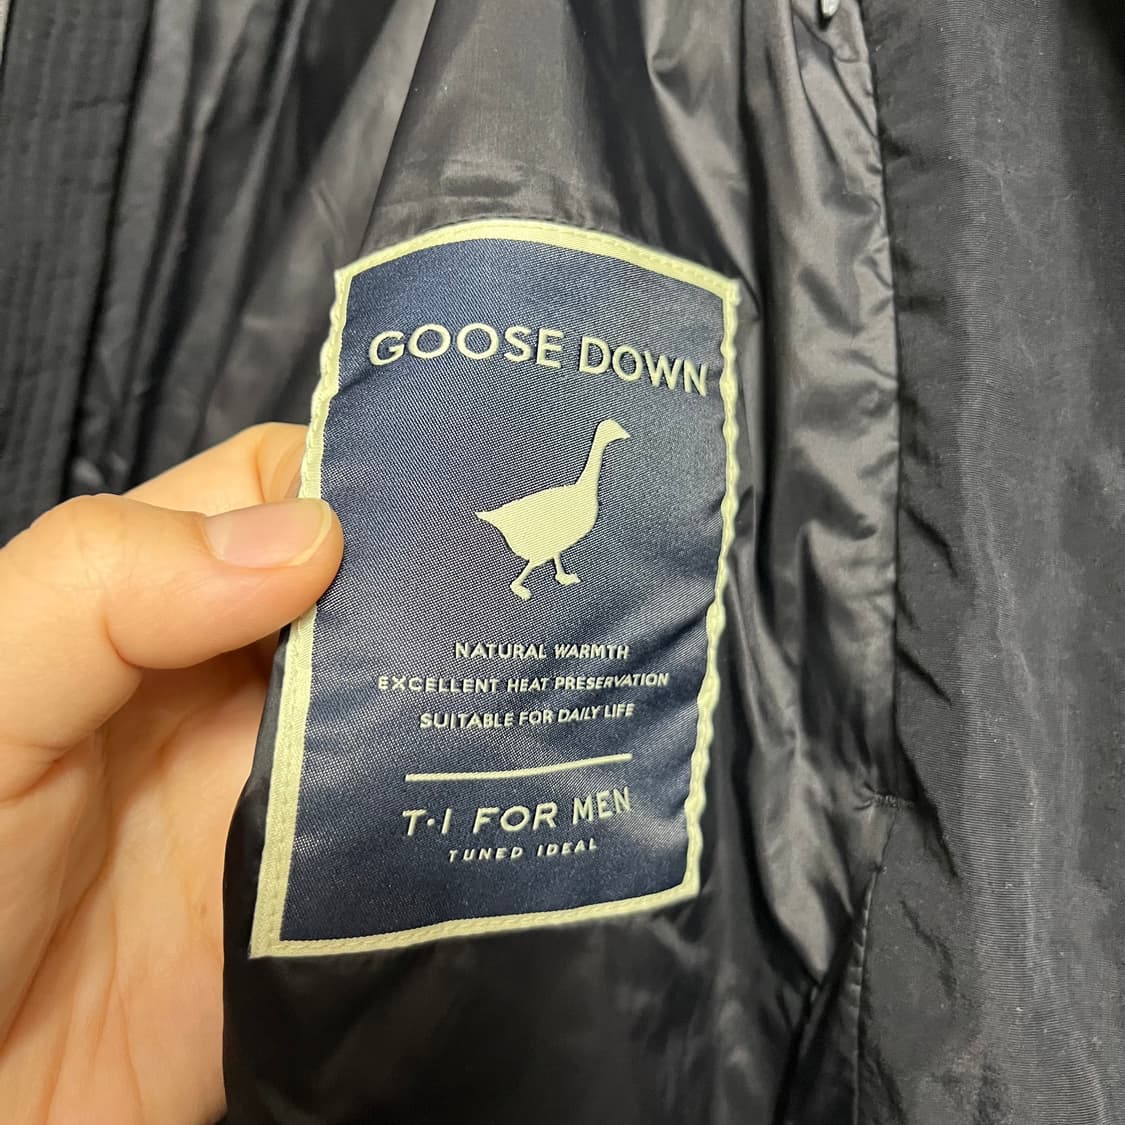 GOOSE DOWN
NATURAL WARMTH
EXCELLENT HEAT PRESERVATION
SUITABLE FOR DAILY LIFE
T·I FOR MEN
TUNED IDEAL